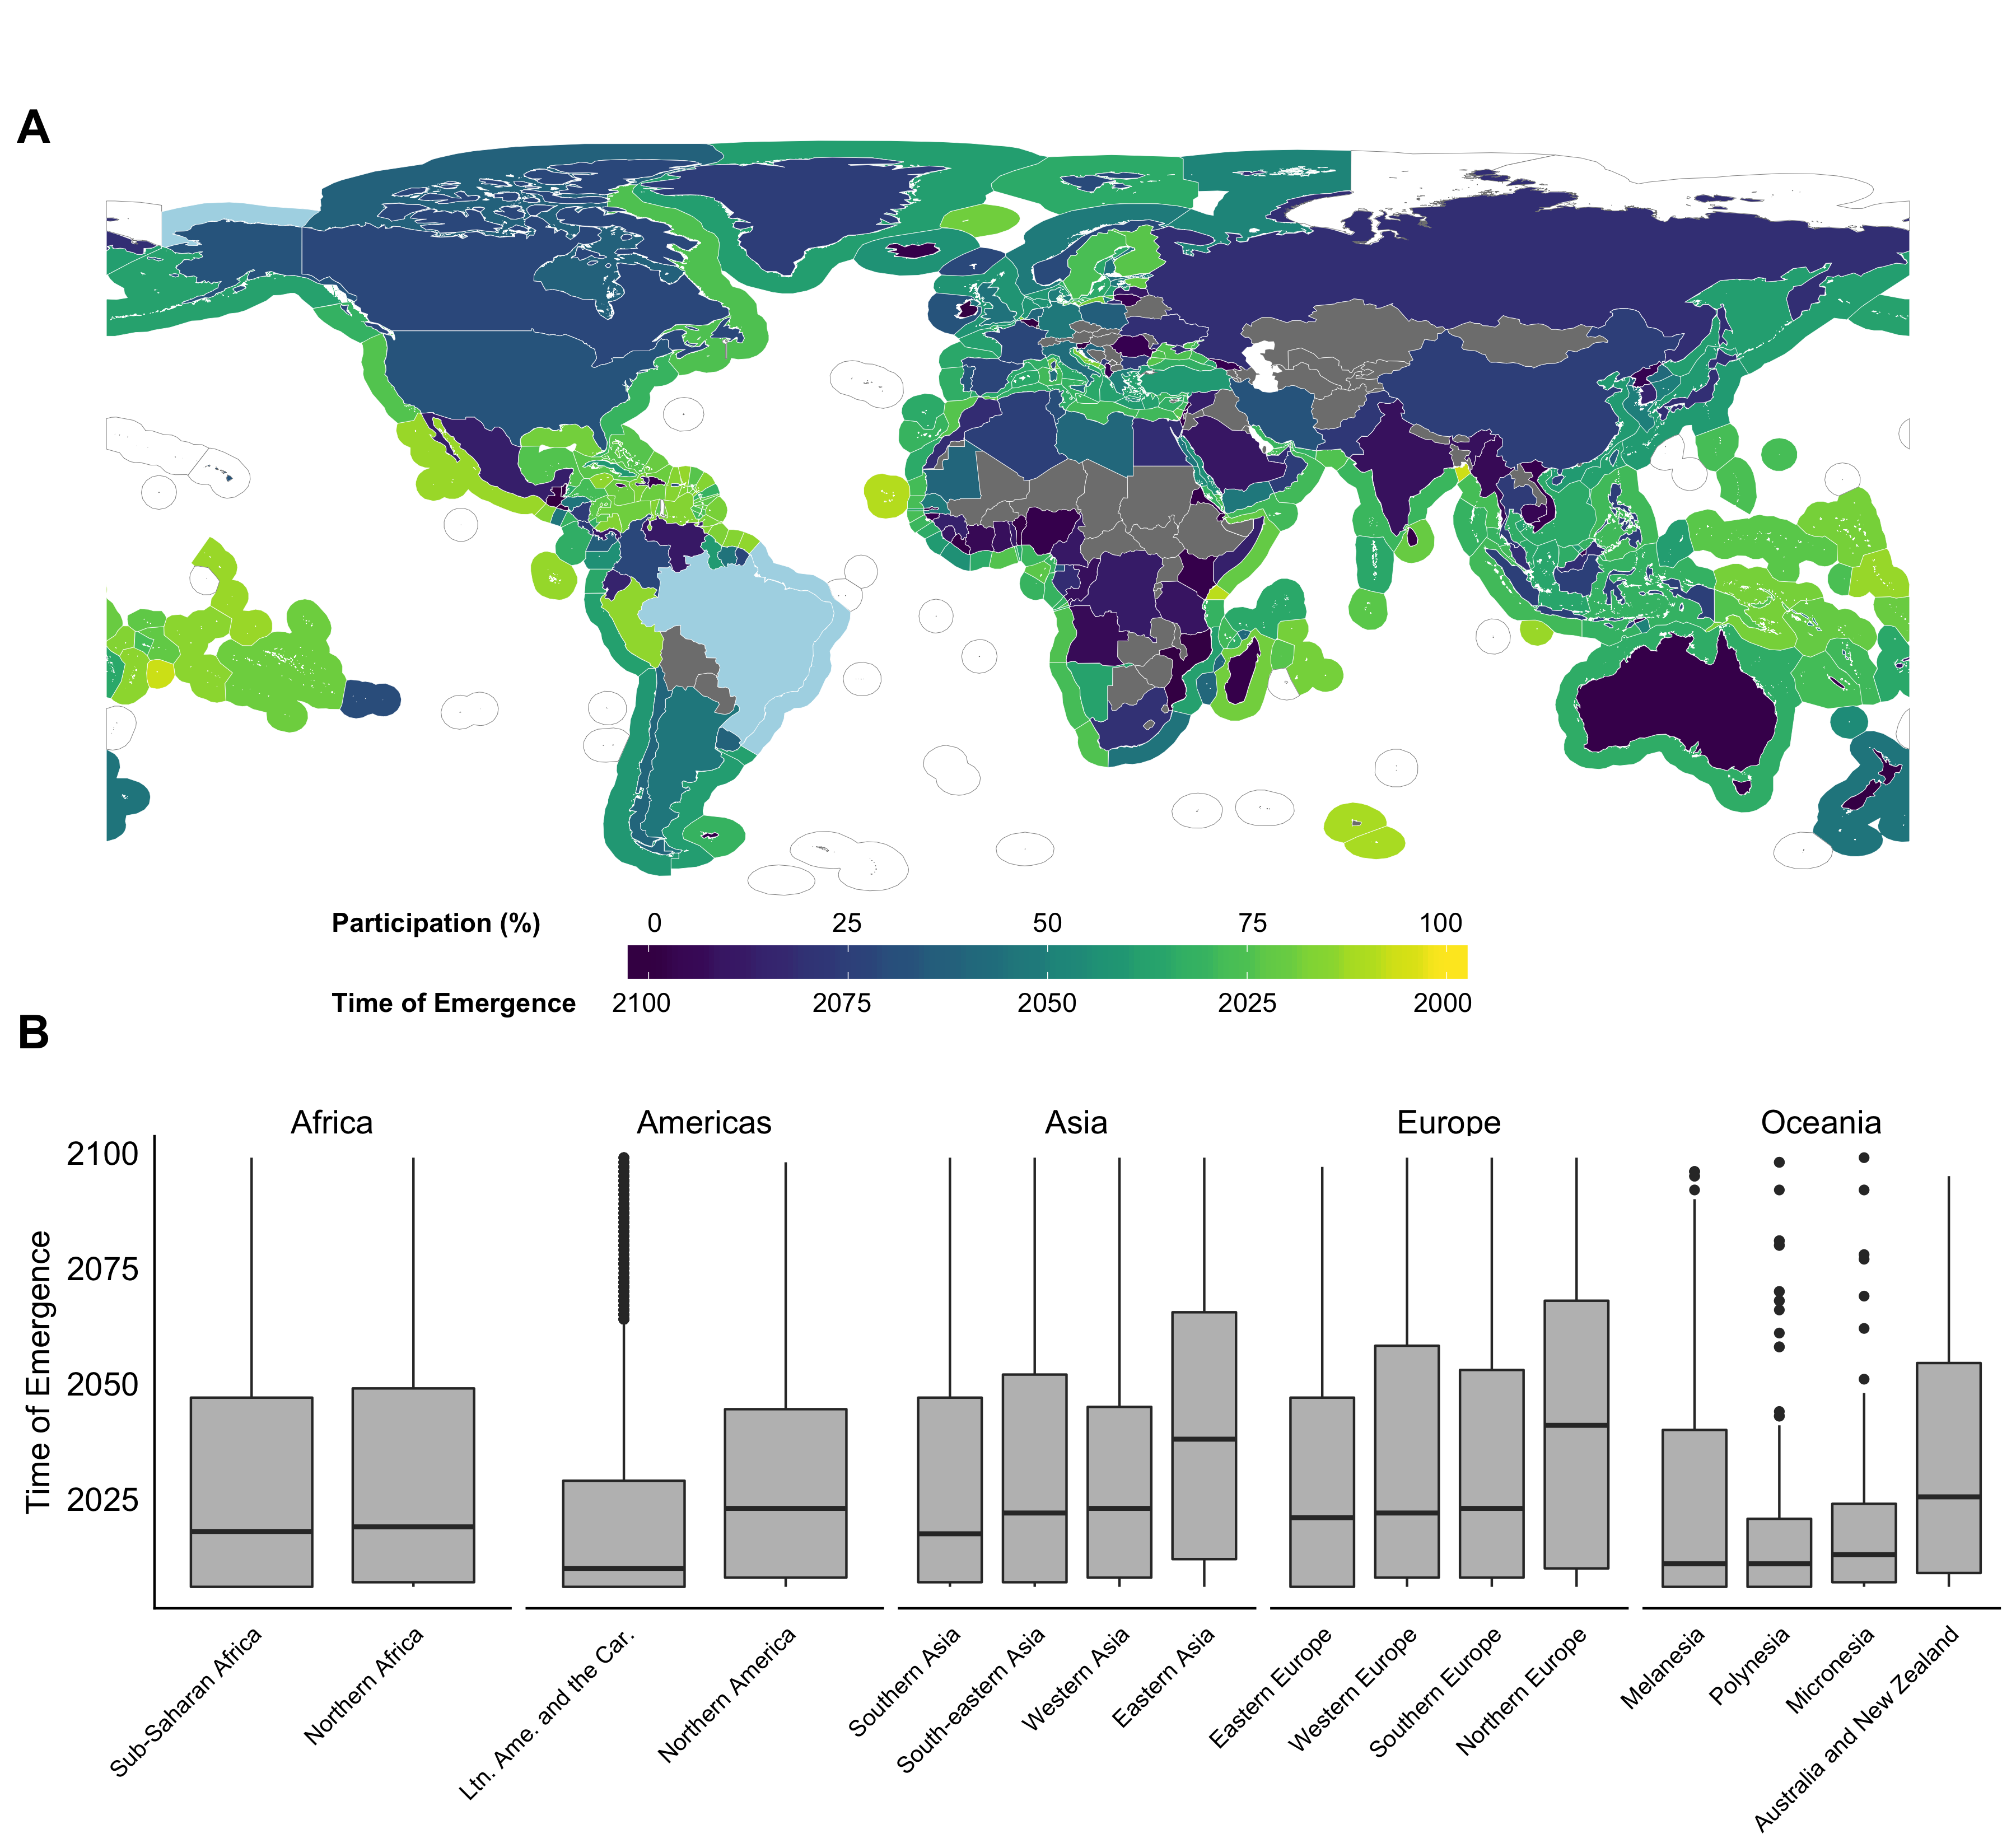 A
Participation (%) 0 25 50 75 100
Time of Emergence 2100 2075 2050 2025 2000
B
Africa Americas Asia Europe Oceania
Time of Emergence
2100
2075
2050
2025
Sub-Saharan Africa
Northern Africa
Ltn. Ame. and the Car.
Northern America
Southern Asia
South-eastern Asia
Western Asia
Eastern Asia
Eastern Europe
Western Europe
Southern Europe
Northern Europe
Melanesia
Polynesia
Micronesia
Australia and New Zealand